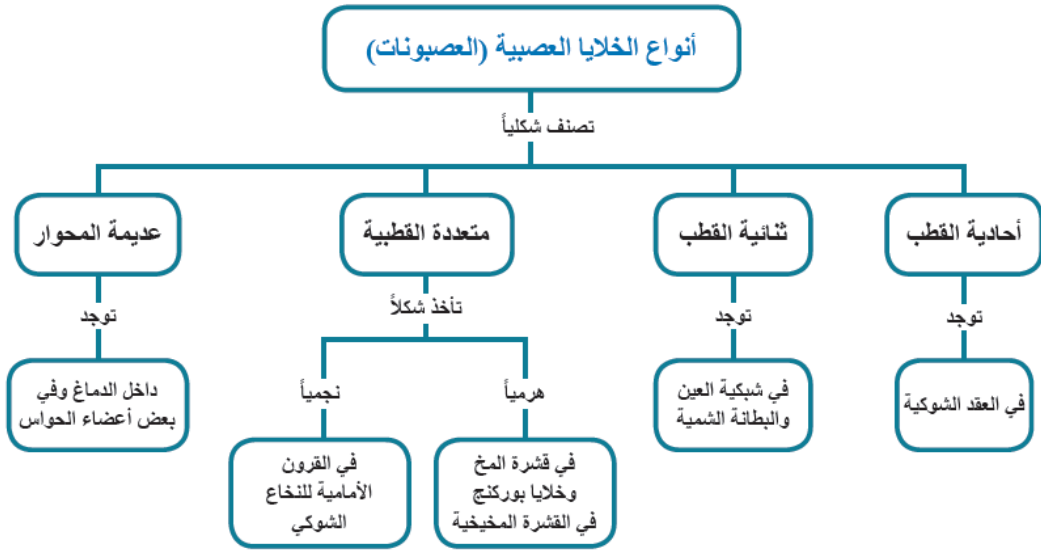 أنواع الخلايا العصبية (العصبونات)
تصنف شكلياً
أحادية القطب
ثنائية القطب
متعددة القطبية
عديمة المحوار
توجد
توجد
تأخذ شكلاً
توجد
في العقد الشوكية
في شبكية العين
والبطانة الشمية
هرمياً
نجمياً
داخل الدماغ وفي
بعض أعضاء الحواس
في قشرة المخ
وخلايا بوركنج
في القشرة المخيخية
في القرون
الأمامية للنخاع
الشوكي